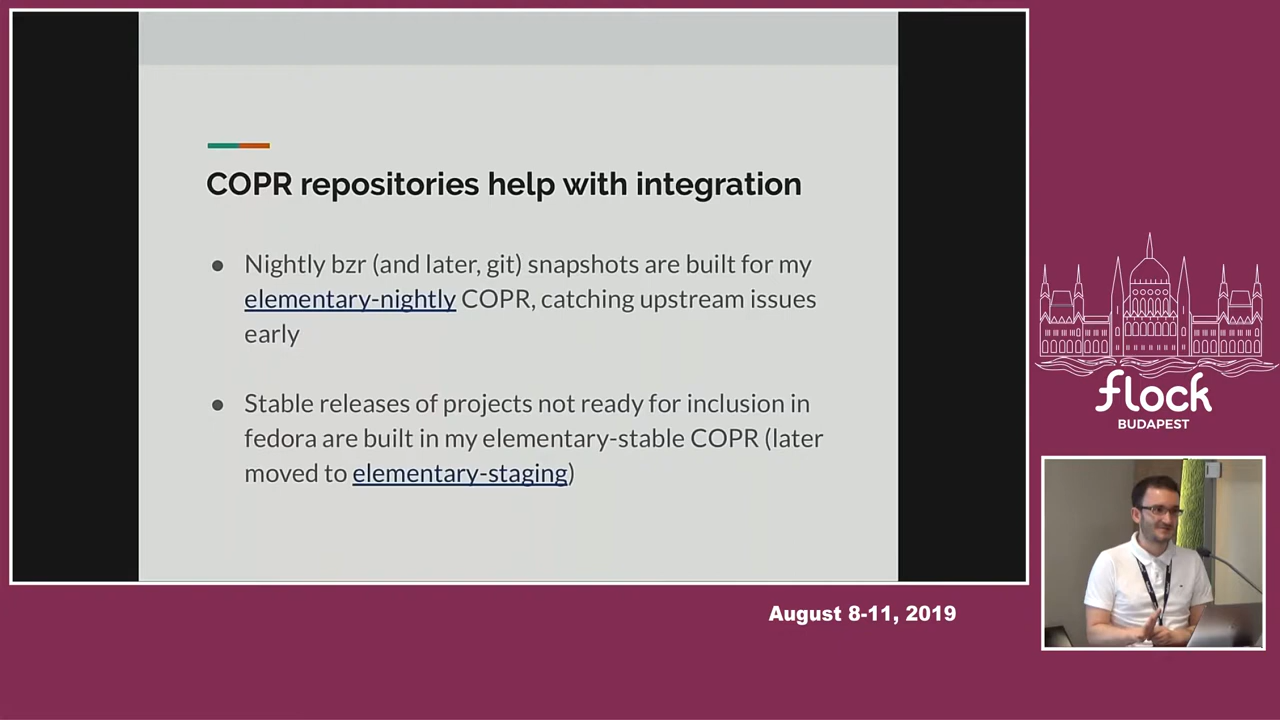 COPR repositories help with integration
● Nightly bzr (and later, git) snapshots are built for my
elementary-nightly COPR, catching upstream issues
early
● Stable releases of projects not ready for inclusion in
fedora are built in my elementary-stable COPR (later
moved to elementary-staging)
flock
BUDAPEST
August 8-11, 2019